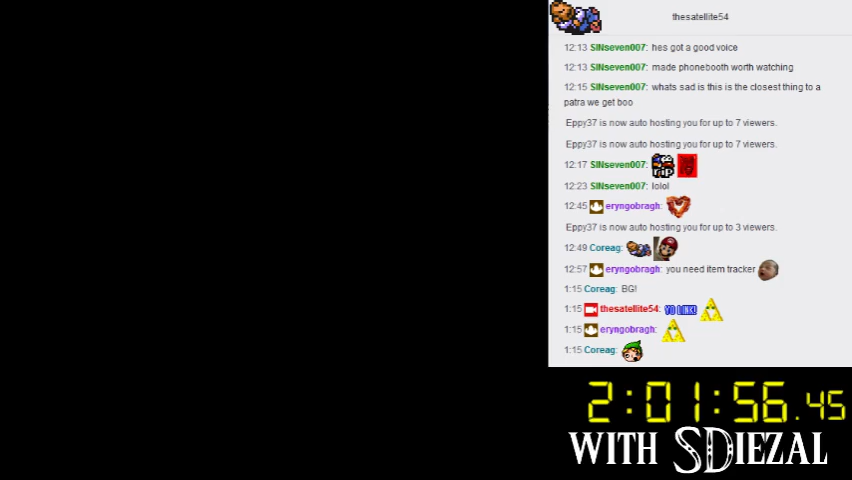 thesatellite54
12:13 SINseven007: hes got a good voice
12:13 SINseven007: made phonebooth worth watching
12:15 SINseven007: whats sad is this is the closest thing to a
patra we get boo
Eppy37 is now auto hosting you for up to 7 viewers.
Eppy37 is now auto hosting you for up to 7 viewers.
12:17 SINseven007: rip
12:23 SINseven007: lolol
12:45 eryngobragh:
Eppy37 is now auto hosting you for up to 3 viewers.
12:49 Coreag:
12:57 eryngobragh: you need item tracker
1:15 Coreag: BG!
1:15 thesatellite54: YO LINK!
1:15 eryngobragh:
1:15 Coreag:
2:01:56.45
WITH SDIEZAL